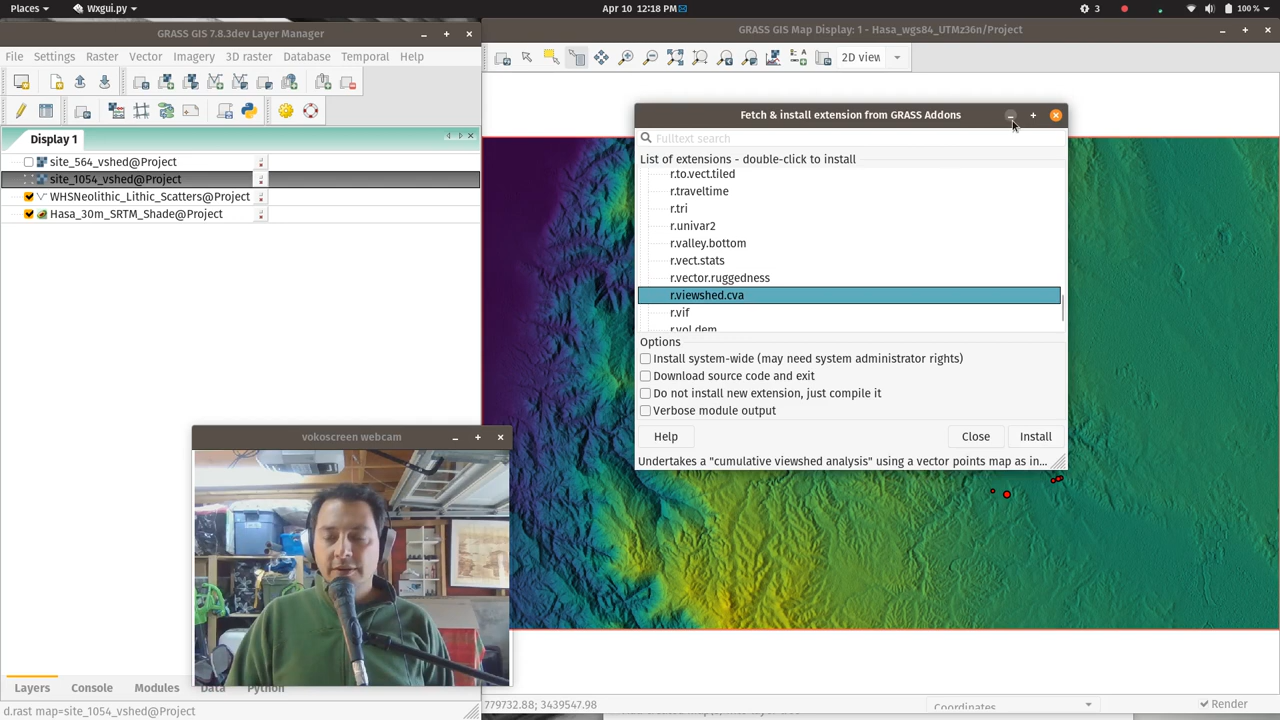 Places
Wxgui.py
Apr 10 12:18 PM
3
100 %
GRASS GIS 7.8.3dev Layer Manager
File Settings Raster Vector Imagery 3D raster Database Temporal Help
Display 1
site_564_vshed@Project
site_1054_vshed@Project
WHSNeolithic_Lithic_Scatters@Project
Hasa_30m_SRTM_Shade@Project
GRASS GIS Map Display: 1 - Hasa_wgs84_UTMz36n/Project
2D view
Fetch & install extension from GRASS Addons
Fulltext search
List of extensions - double-click to install
r.to.vect.tiled
r.traveltime
r.tri
r.univar2
r.valley.bottom
r.vect.stats
r.vector.ruggedness
r.viewshed.cva
r.vif
r.vol.dem
Options
Install system-wide (may need system administrator rights)
Download source code and exit
Do not install new extension, just compile it
Verbose module output
Help Close Install
Undertakes a "cumulative viewshed analysis" using a vector points map as in...
vokoscreen webcam
Layers Console Modules Data Python
d.rast map=site_1054_vshed@Project
779732.88; 3439547.98
Coordinates
Render